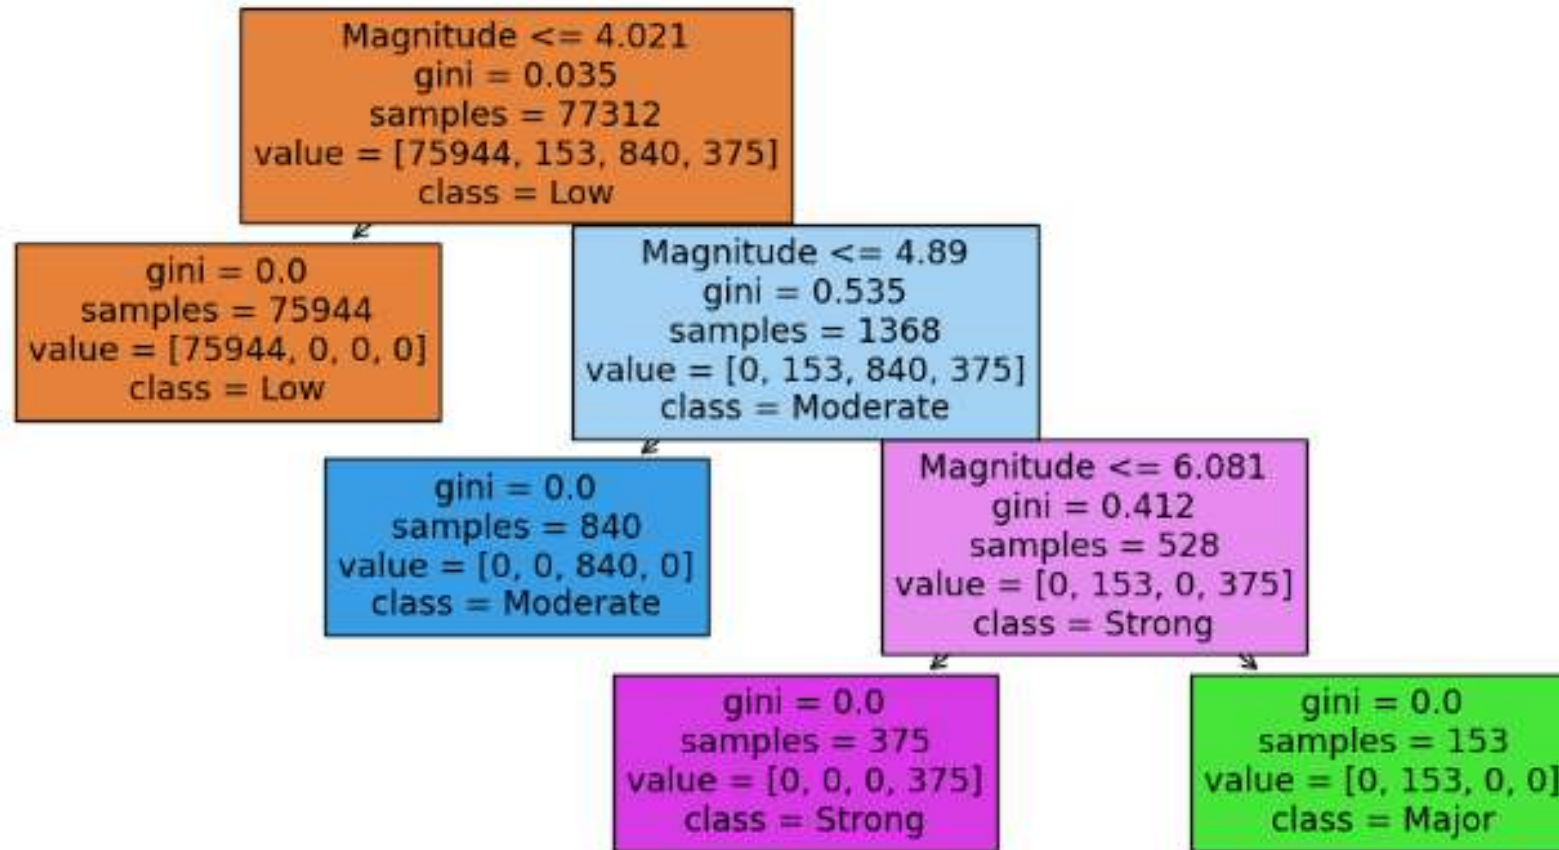 Magnitude <= 4.021
gini = 0.035
samples = 77312
value = [75944, 153, 840, 375]
class = Low
gini = 0.0
samples = 75944
value = [75944, 0, 0, 0]
class = Low
Magnitude <= 4.89
gini = 0.535
samples = 1368
value = [0, 153, 840, 375]
class = Moderate
gini = 0.0
samples = 840
value = [0, 0, 840, 0]
class = Moderate
Magnitude <= 6.081
gini = 0.412
samples = 528
value = [0, 153, 0, 375]
class = Strong
gini = 0.0
samples = 375
value = [0, 0, 0, 375]
class = Strong
gini = 0.0
samples = 153
value = [0, 153, 0, 0]
class = Major